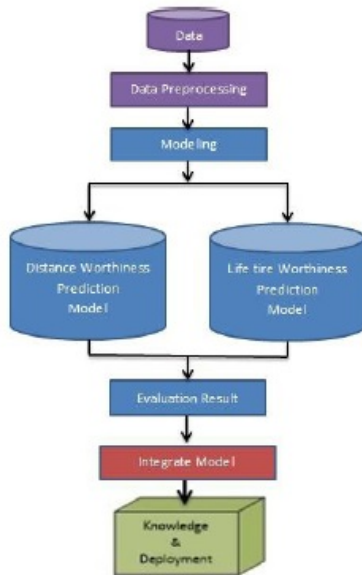 Data
Data Preprocessing
Modeling
Distance Worthiness
Prediction
Model
Life tire Worthiness
Prediction
Model
Evaluation Result
Integrate Model
Knowledge
&
Deployment